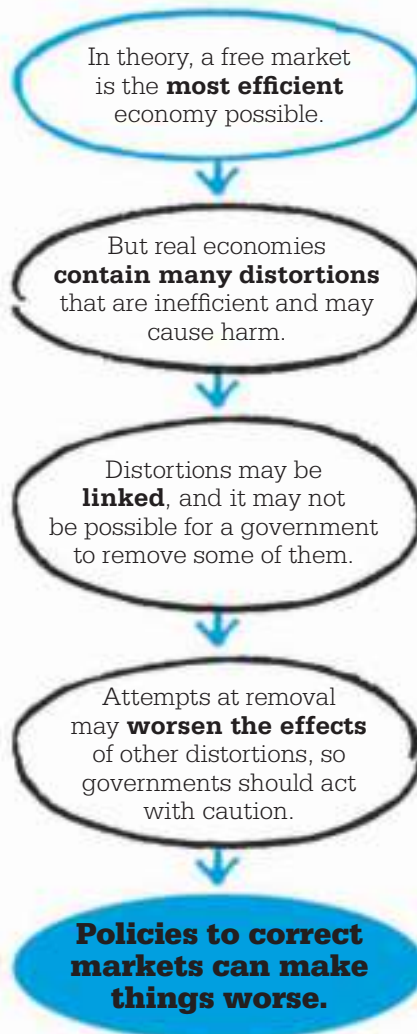 In theory, a free market
is the most efficient
economy possible.
But real economies
contain many distortions
that are inefficient and may
cause harm.
Distortions may be
linked, and it may not
be possible for a government
to remove some of them.
Attempts at removal
may worsen the effects
of other distortions, so
governments should act
with caution.
Policies to correct
markets can make
things worse.